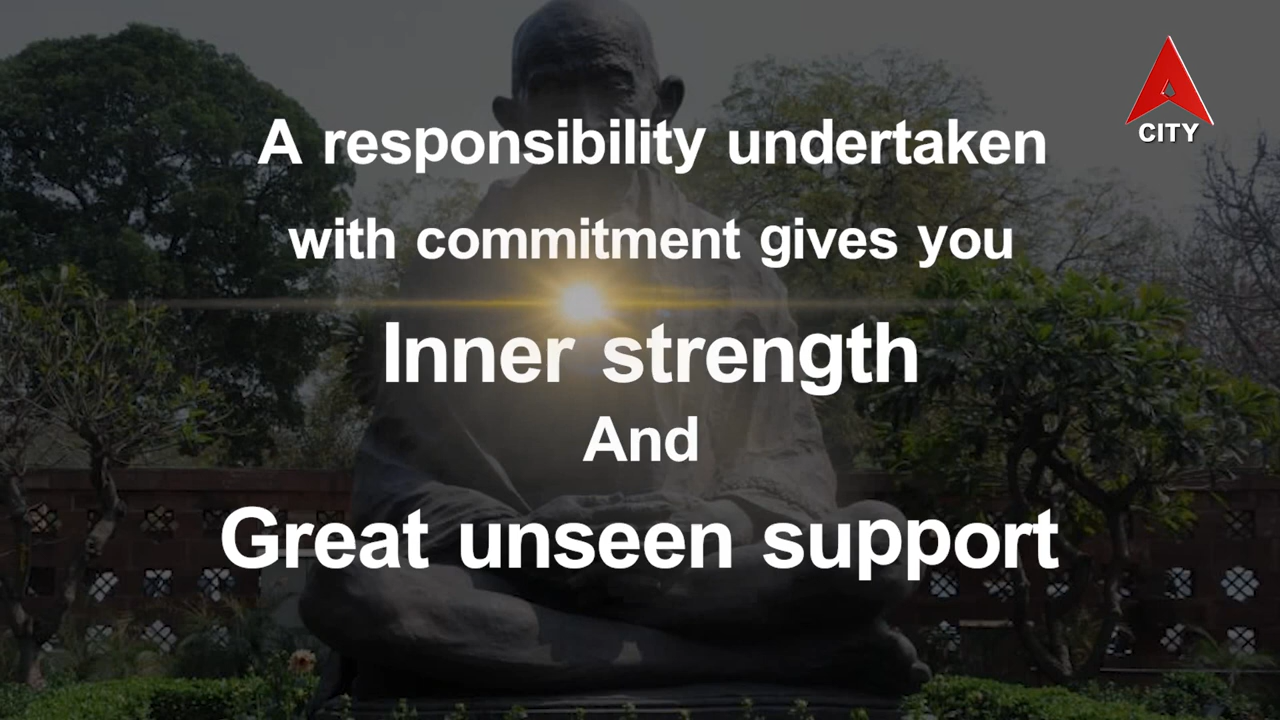 A responsibility undertaken
with commitment gives you
Inner strength
And
Great unseen support
CITY